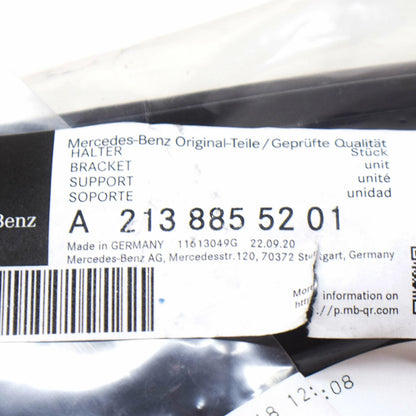 Mercedes-Benz Original-Teile/Geprüfte Qualität
HALTER Stück
BRACKET unit
SUPPORT unité
SOPORTE unidad
Benz
A 213 885 52 01
Made in GERMANY 11613049G 22.09.20
Mercedes-Benz AG, Mercedesstr.120, 70372 Stuttgart, Germany
More information on
p.mb-qr.com
8 12:08